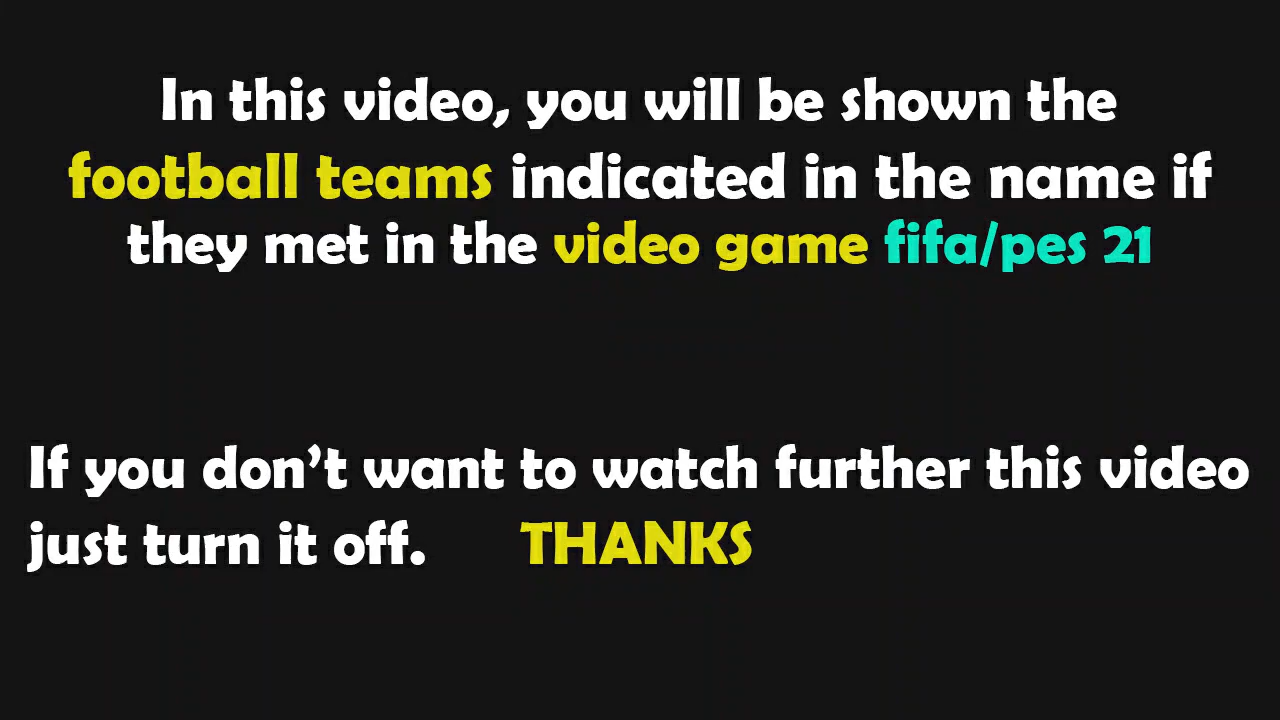 In this video, you will be shown the
football teams indicated in the name if
they met in the video game fifa/pes 21
If you don’t want to watch further this video
just turn it off. THANKS